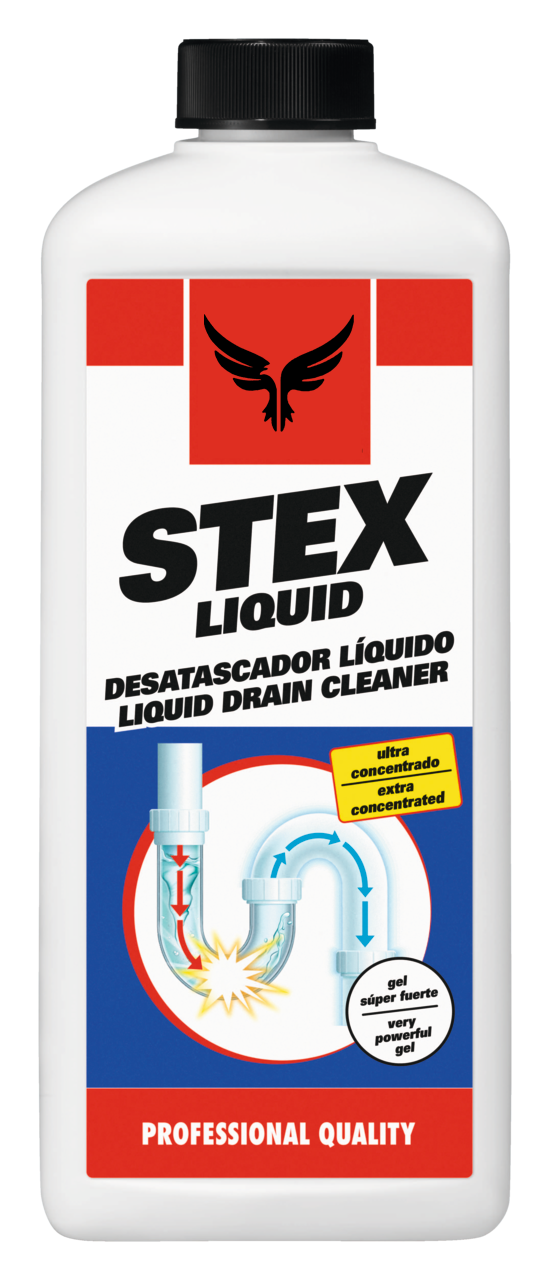 STEX
LIQUID
DESATASCADOR LÍQUIDO
LIQUID DRAIN CLEANER
ultra
concentrado
extra
concentrated
gel
súper fuerte
very
powerful
gel
PROFESSIONAL QUALITY